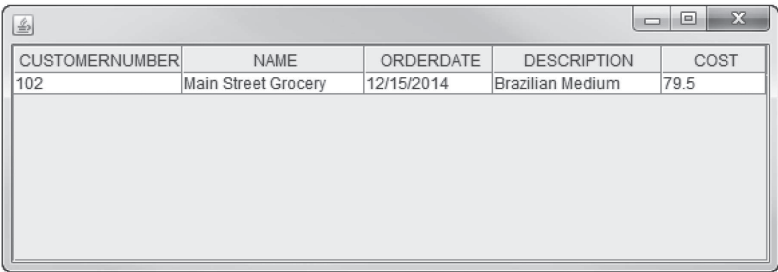 CUSTOMERNUMBER NAME ORDERDATE DESCRIPTION COST
102 Main Street Grocery 12/15/2014 Brazilian Medium 79.5